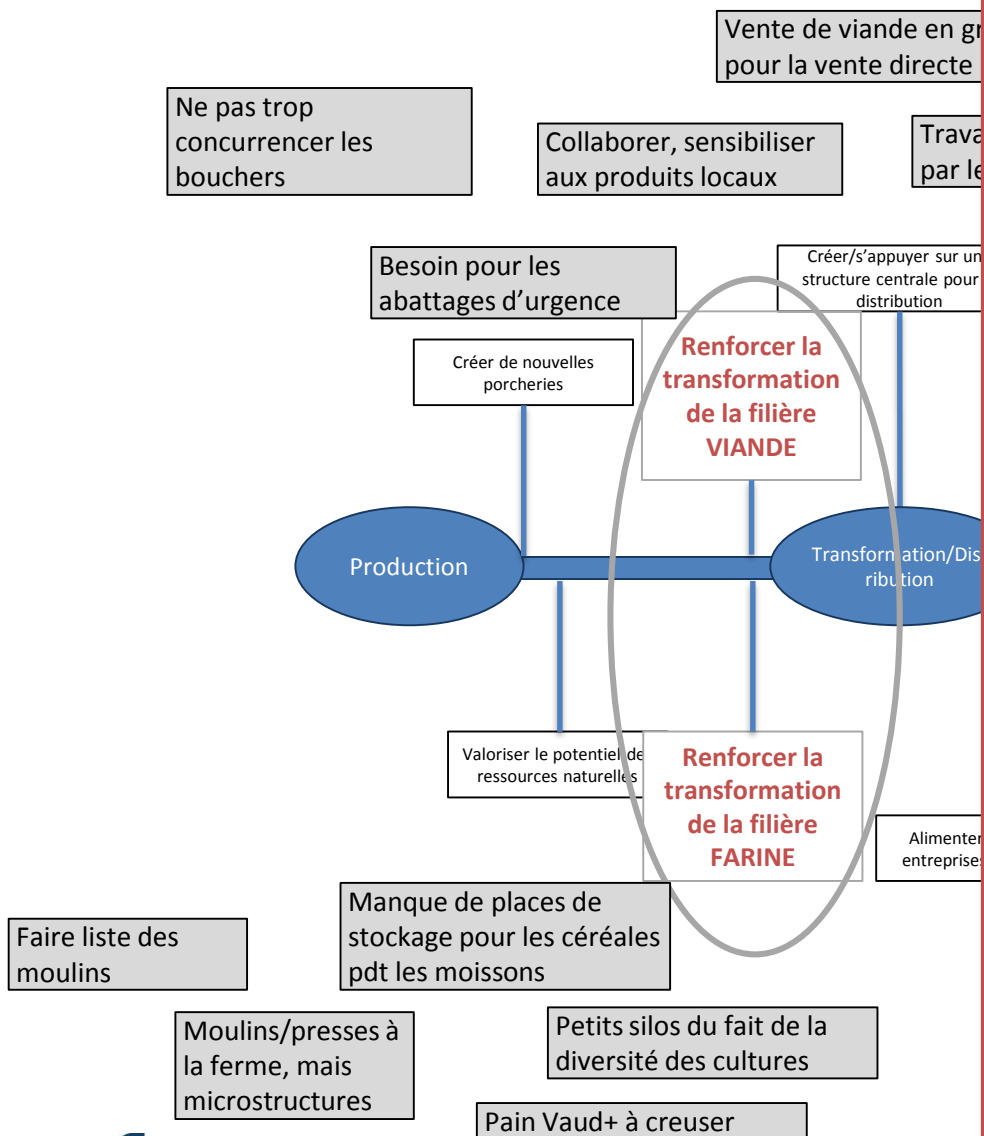 Vente de viande en
pour la vente directe
Ne pas trop
concurrencer les
bouchers
Collaborer, sensibiliser
aux produits locaux
par
Besoin pour les
abattages d’urgence
Créer/s’appuyer sur
structure centrale pour
distribution
Créer de nouvelles
porcheries
Renforcer la
transformation
de la filière
VIANDE
Production
Transformation/Dis
ribution
Valoriser le potentiel de
ressources naturelles
Renforcer la
transformation
de la filière
FARINE
Alimenter
entreprises
Manque de places de
stockage pour les céréales
pdt les moissons
Faire liste des
moulins
Moulins/presses à
la ferme, mais
microstructures
Petits silos du fait de la
diversité des cultures
Pain Vaud+ à creuser